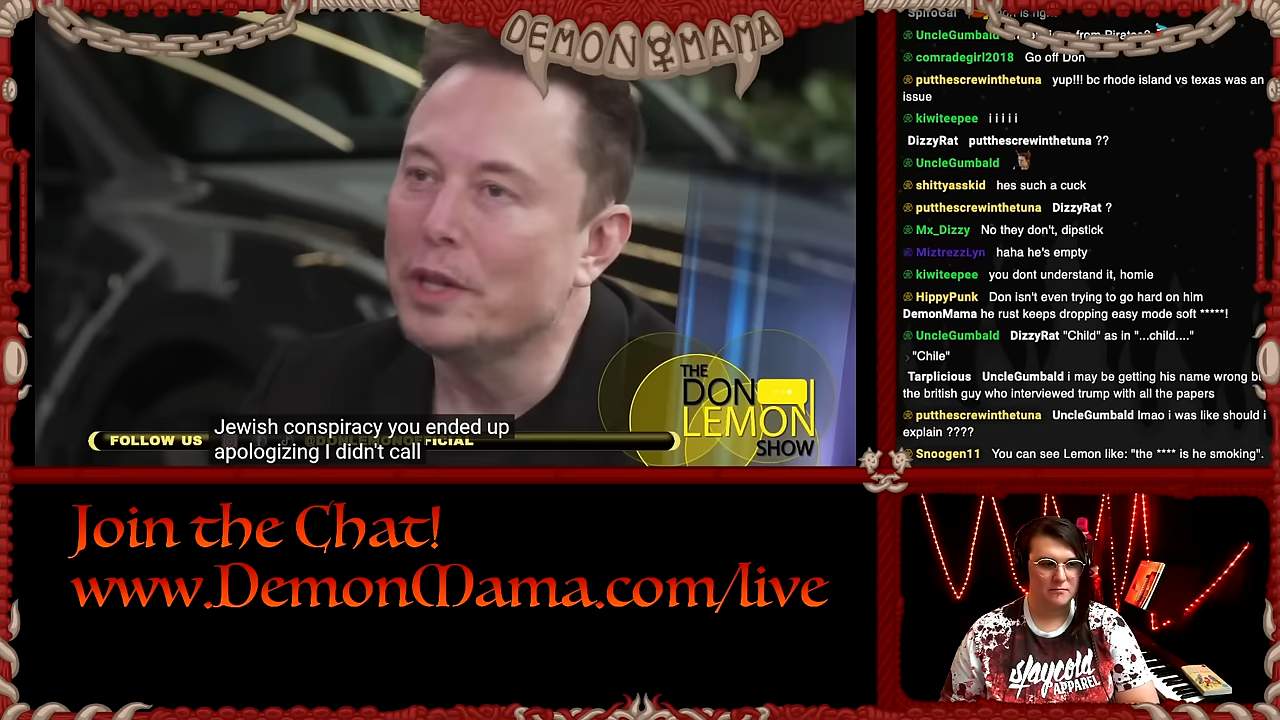 DEMON MAMA
THE
DON
LEMON
SHOW
FOLLOW US
Jewish conspiracy you ended up
apologizing I didn't call
Join the Chat!
www.DemonMama.com/live
SpiroGal is right
UncleGumbald from Pirates?
comradegirl2018 Go off Don
putthescrewinthetuna yup!!! bc rhode island vs texas was an
issue
kiwiteepee i i i i i
DizzyRat putthescrewinthetuna ??
UncleGumbald
shittyasskid hes such a cuck
putthescrewinthetuna DizzyRat ?
Mx_Dizzy No they don't, dipstick
MiztrezzLyn haha he's empty
kiwiteepee you dont understand it, homie
HippyPunk Don isn't even trying to go hard on him
DemonMama he rust keeps dropping easy mode soft *****!
UncleGumbald DizzyRat "Child" as in "...child...."
› "Chile"
Tarplicious UncleGumbald i may be getting his name wrong bu
the british guy who interviewed trump with all the papers
putthescrewinthetuna UncleGumbald lmao i was like should i
explain ????
Snoogen11 You can see Lemon like: "the **** is he smoking".
slaycold
APPAREL